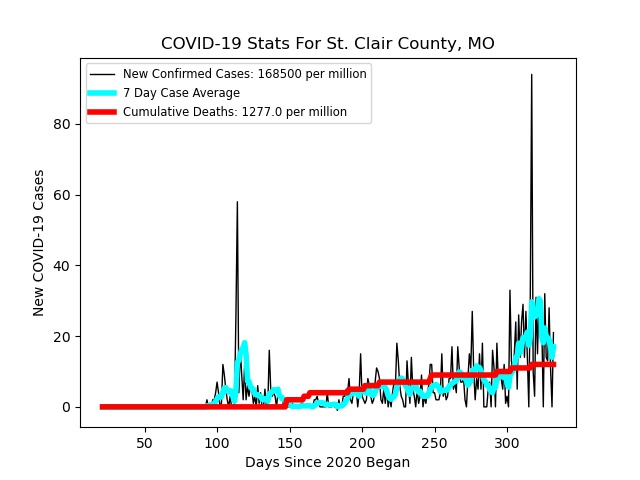 COVID-19 Stats For St. Clair County, MO
New Confirmed Cases: 168500 per million
7 Day Case Average
Cumulative Deaths: 1277.0 per million
New COVID-19 Cases
80
60
40
20
0
50 100 150 200 250 300
Days Since 2020 Began